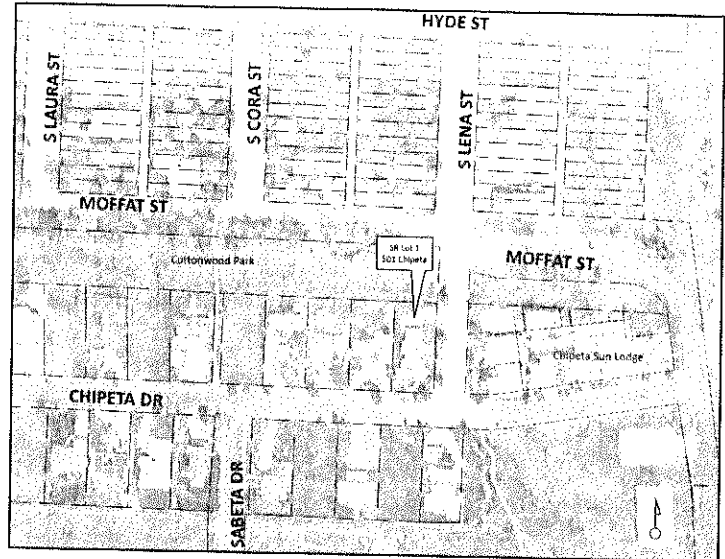 HYDE ST
S LAURA ST
S CORA ST
S LENA ST
MOFFAT ST
Cottonwood Park
SR Lot 1
501 Chipeta
MOFFAT ST
Chipeta Sun Lodge
CHIPETA DR
SABETA DR